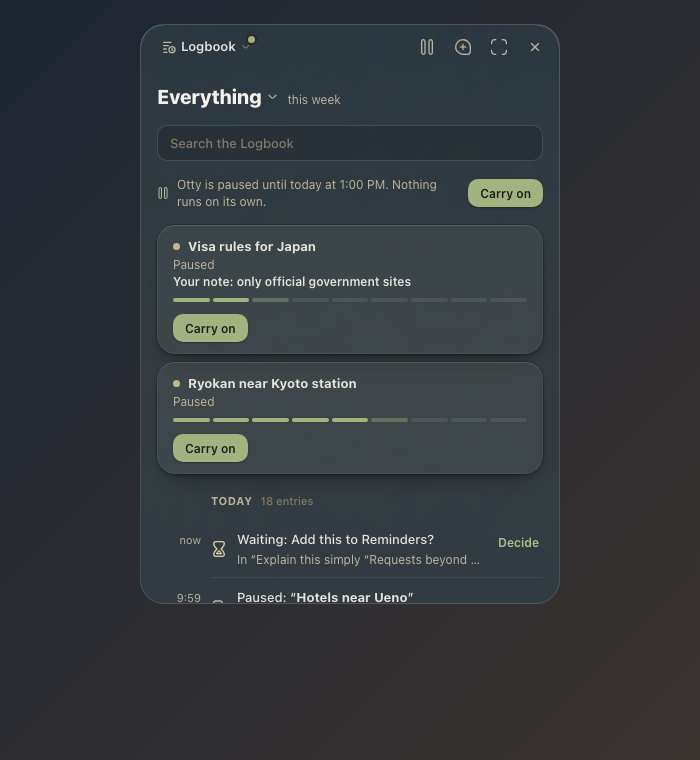 Logbook
Everything this week
Search the Logbook
Otty is paused until today at 1:00 PM. Nothing
runs on its own.
Carry on
Visa rules for Japan
Paused
Your note: only official government sites
Carry on
Ryokan near Kyoto station
Paused
Carry on
TODAY 18 entries
now Waiting: Add this to Reminders? Decide
In “Explain this simply “Requests beyond ...
9:59 Paused: “Hotels near Ueno”